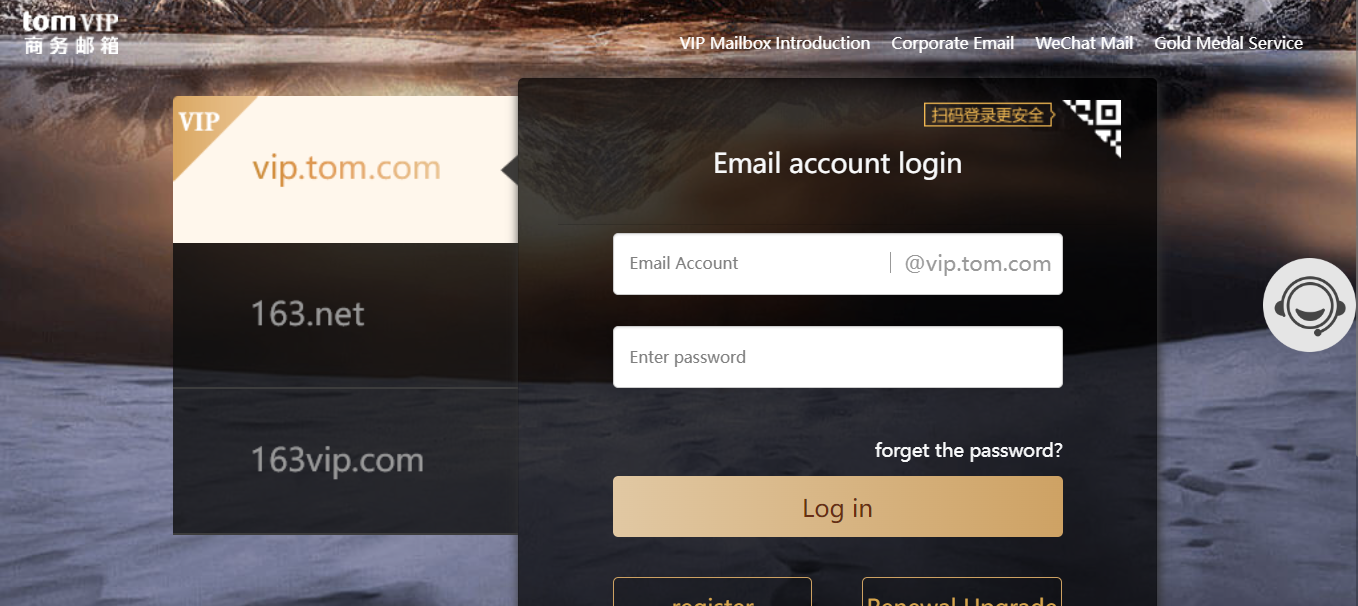 tom VIP
商务邮箱
VIP Mailbox Introduction Corporate Email WeChat Mail Gold Medal Service
VIP
vip.tom.com
163.net
163vip.com
扫码登录更安全
Email account login
Email Account @vip.tom.com
Enter password
forget the password?
Log in
register Renewal Upgrade